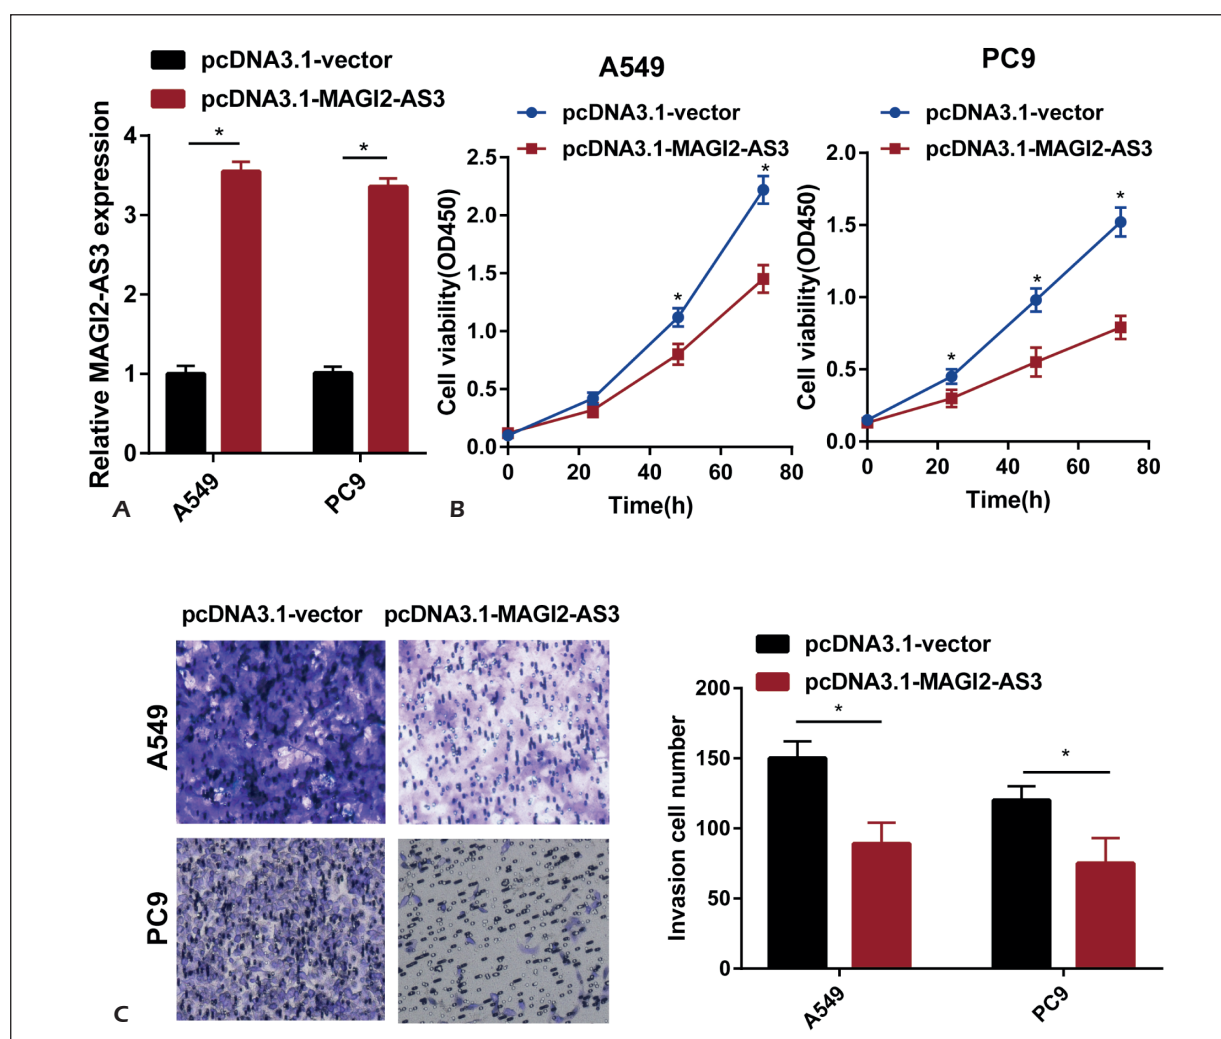 pcDNA3.1-vector
pcDNA3.1-MAGI2-AS3
Relative MAGI2-AS3 expression
4
3
2
1
0
*
*
A549
PC9
A
A549
pcDNA3.1-vector
pcDNA3.1-MAGI2-AS3
Cell viability(OD450)
2.5
2.0
1.5
1.0
0.5
0.0
*
*
0
20
40
60
80
Time(h)
B
PC9
pcDNA3.1-vector
pcDNA3.1-MAGI2-AS3
Cell viability(OD450)
2.0
1.5
1.0
0.5
0.0
*
*
*
0
20
40
60
80
Time(h)
pcDNA3.1-vector
pcDNA3.1-MAGI2-AS3
A549
PC9
C
pcDNA3.1-vector
pcDNA3.1-MAGI2-AS3
Invasion cell number
200
150
100
50
0
*
*
A549
PC9